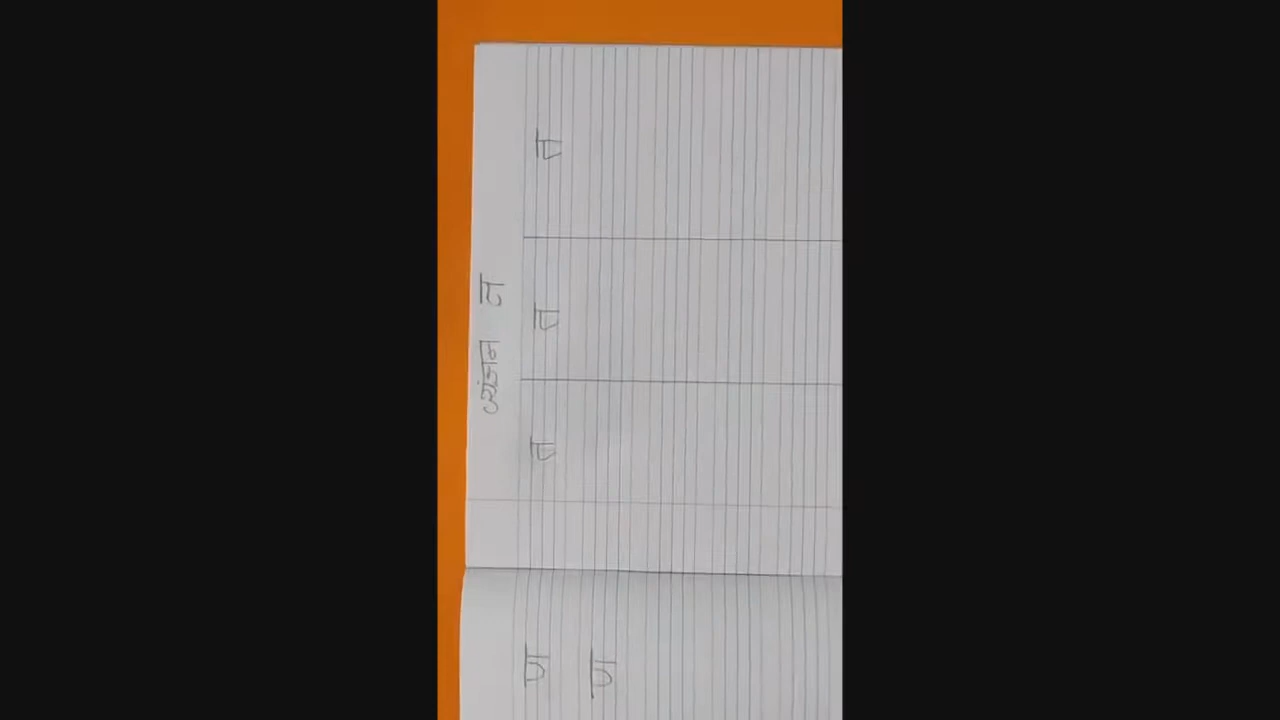 व्यंजन त
त त त
ण
ण